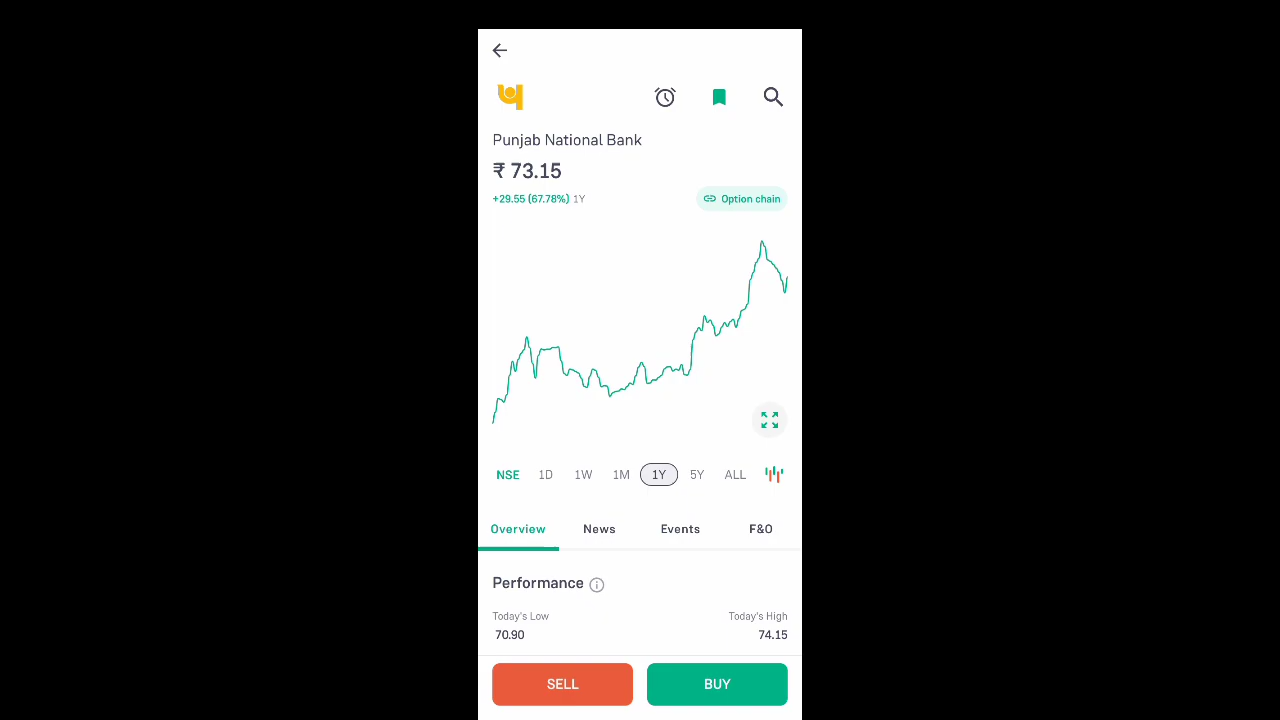 Punjab National Bank
₹ 73.15
+29.55 (67.78%) 1Y
Option chain
NSE 1D 1W 1M 1Y 5Y ALL
Overview News Events F&O
Performance
Today's Low Today's High
70.90 74.15
SELL BUY